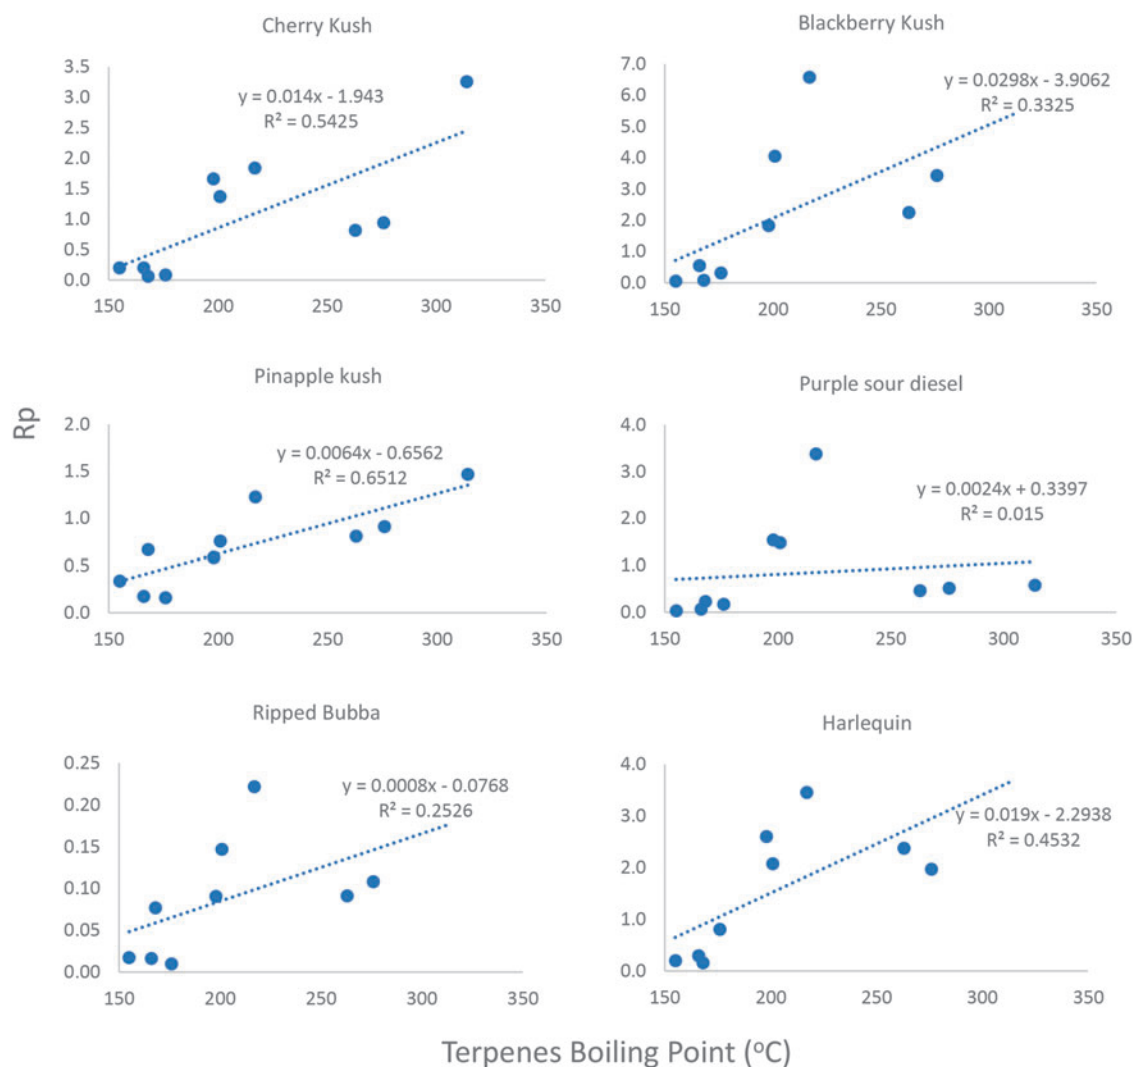 Cherry Kush
3.5
3.0
2.5
2.0
1.5
1.0
0.5
0.0
y = 0.014x - 1.943
R² = 0.5425
150 200 250 300 350
Blackberry Kush
7.0
6.0
5.0
4.0
3.0
2.0
1.0
0.0
y = 0.0298x - 3.9062
R² = 0.3325
150 200 250 300 350
Rp
Pinapple kush
2.0
1.5
1.0
0.5
0.0
y = 0.0064x - 0.6562
R² = 0.6512
150 200 250 300 350
Purple sour diesel
4.0
3.0
2.0
1.0
0.0
y = 0.0024x + 0.3397
R² = 0.015
150 200 250 300 350
Ripped Bubba
0.25
0.20
0.15
0.10
0.05
0.00
y = 0.0008x - 0.0768
R² = 0.2526
150 200 250 300 350
Harlequin
4.0
3.0
2.0
1.0
0.0
y = 0.019x - 2.2938
R² = 0.4532
150 200 250 300 350
Terpenes Boiling Point (ºC)